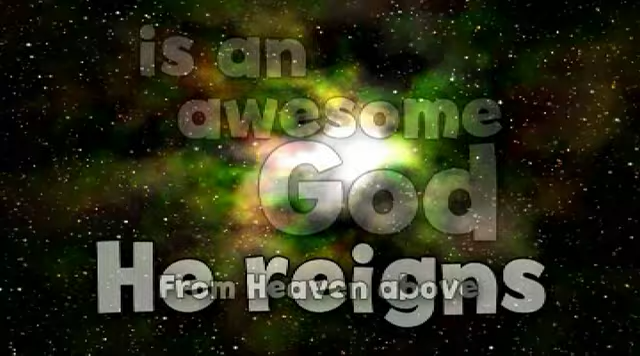 is an
awesome
God
He reigns
From Heaven above